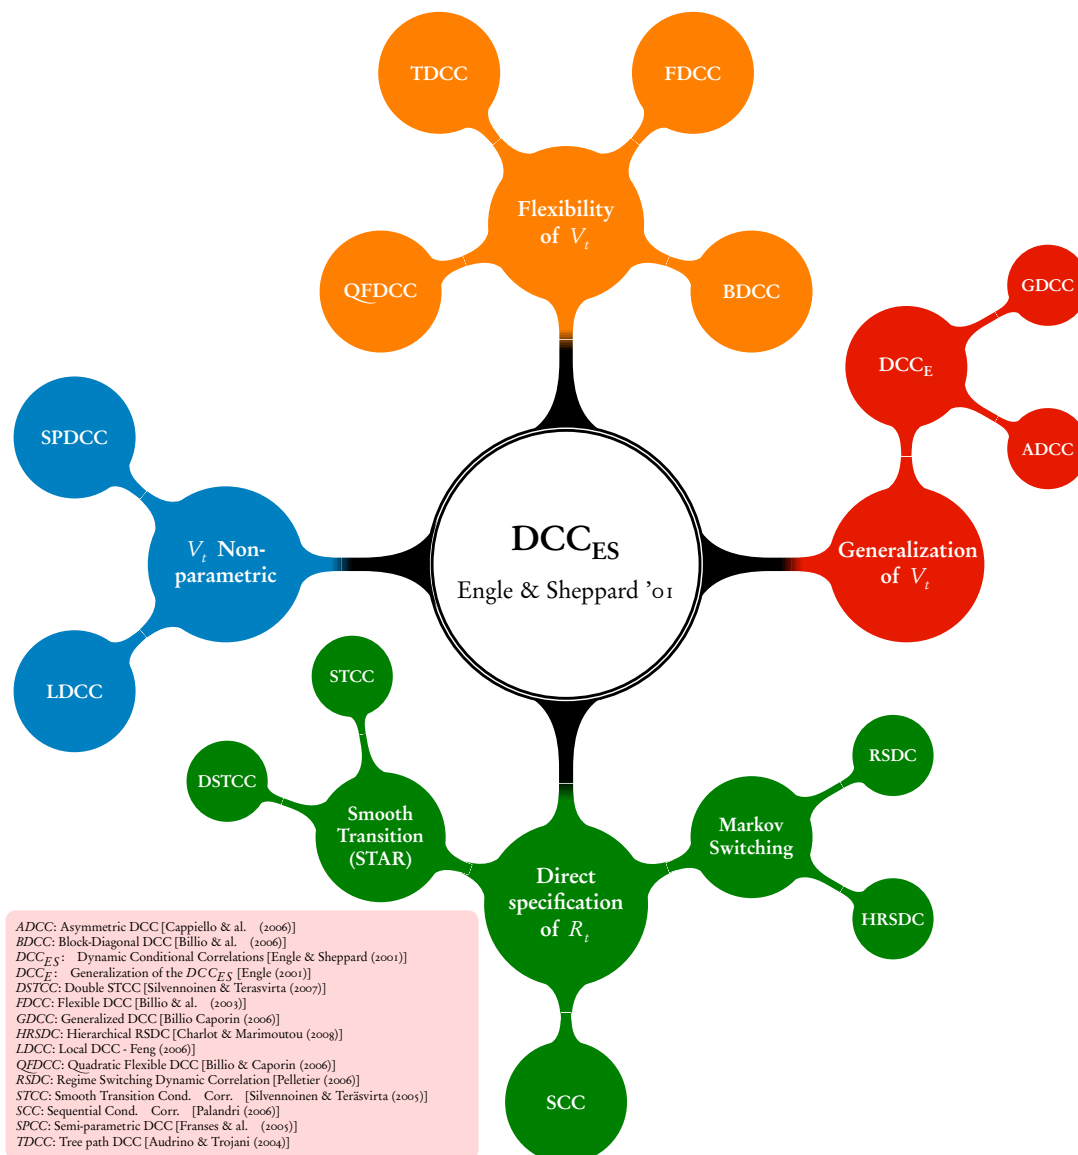 TDCC
FDCC
Flexibility
of V_t
QFDCC
BDCC
GDCC
DCC_E
ADCC
SPDCC
V_t Non-
parametric
LDCC
DCC_ES
Engle & Sheppard ’01
Generalization
of V_t
STCC
DSTCC
Smooth
Transition
(STAR)
RSDC
Markov
Switching
HRSDC
Direct
specification
of R_t
SCC
ADCC: Asymmetric DCC [Cappiello & al. (2006)]
BDCC: Block-Diagonal DCC [Billio & al. (2006)]
DCC_ES: Dynamic Conditional Correlations [Engle & Sheppard (2001)]
DCC_E: Generalization of the DCC_ES [Engle (2001)]
DSTCC: Double STCC [Silvennoinen & Terasvirta (2007)]
FDCC: Flexible DCC [Billio & al. (2003)]
GDCC: Generalized DCC [Billio Caporin (2006)]
HRSDC: Hierarchical RSDC [Charlot & Marimoutou (2008)]
LDCC: Local DCC - Feng (2006)]
QFDCC: Quadratic Flexible DCC [Billio & Caporin (2006)]
RSDC: Regime Switching Dynamic Correlation [Pelletier (2006)]
STCC: Smooth Transition Cond. Corr. [Silvennoinen & Teräsvirta (2005)]
SCC: Sequential Cond. Corr. [Palandri (2006)]
SPCC: Semi-parametric DCC [Franses & al. (2005)]
TDCC: Tree path DCC [Audrino & Trojani (2004)]